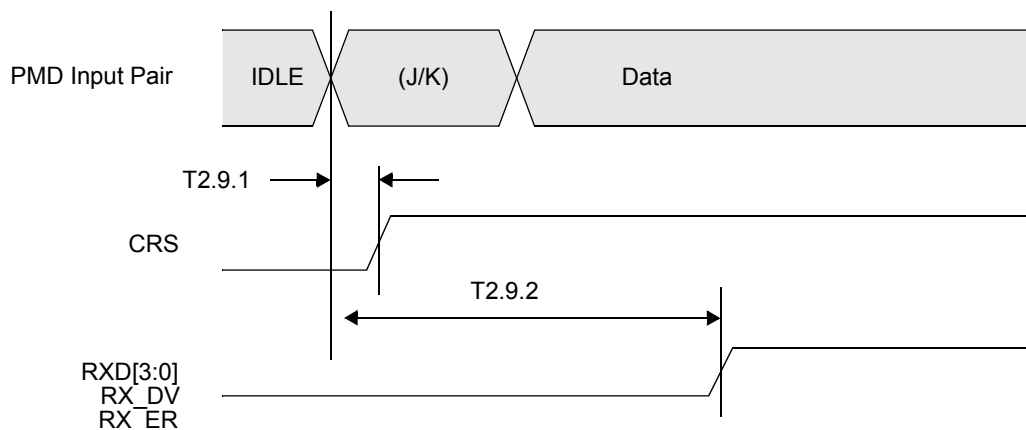 PMD Input Pair
IDLE
(J/K)
Data
T2.9.1
CRS
T2.9.2
RXD[3:0]
RX_DV
RX_ER